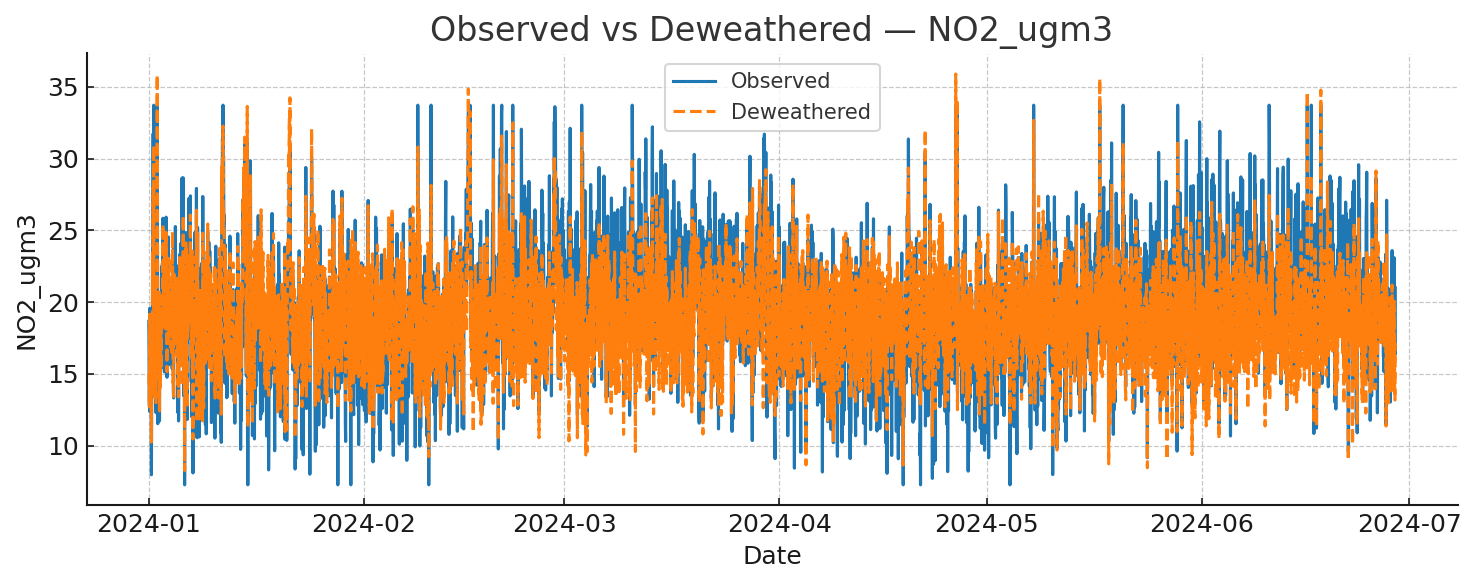 Observed vs Deweathered — NO2_ugm3
Observed
Deweathered
NO2_ugm3
35
30
25
20
15
10
2024-01
2024-02
2024-03
2024-04
2024-05
2024-06
2024-07
Date